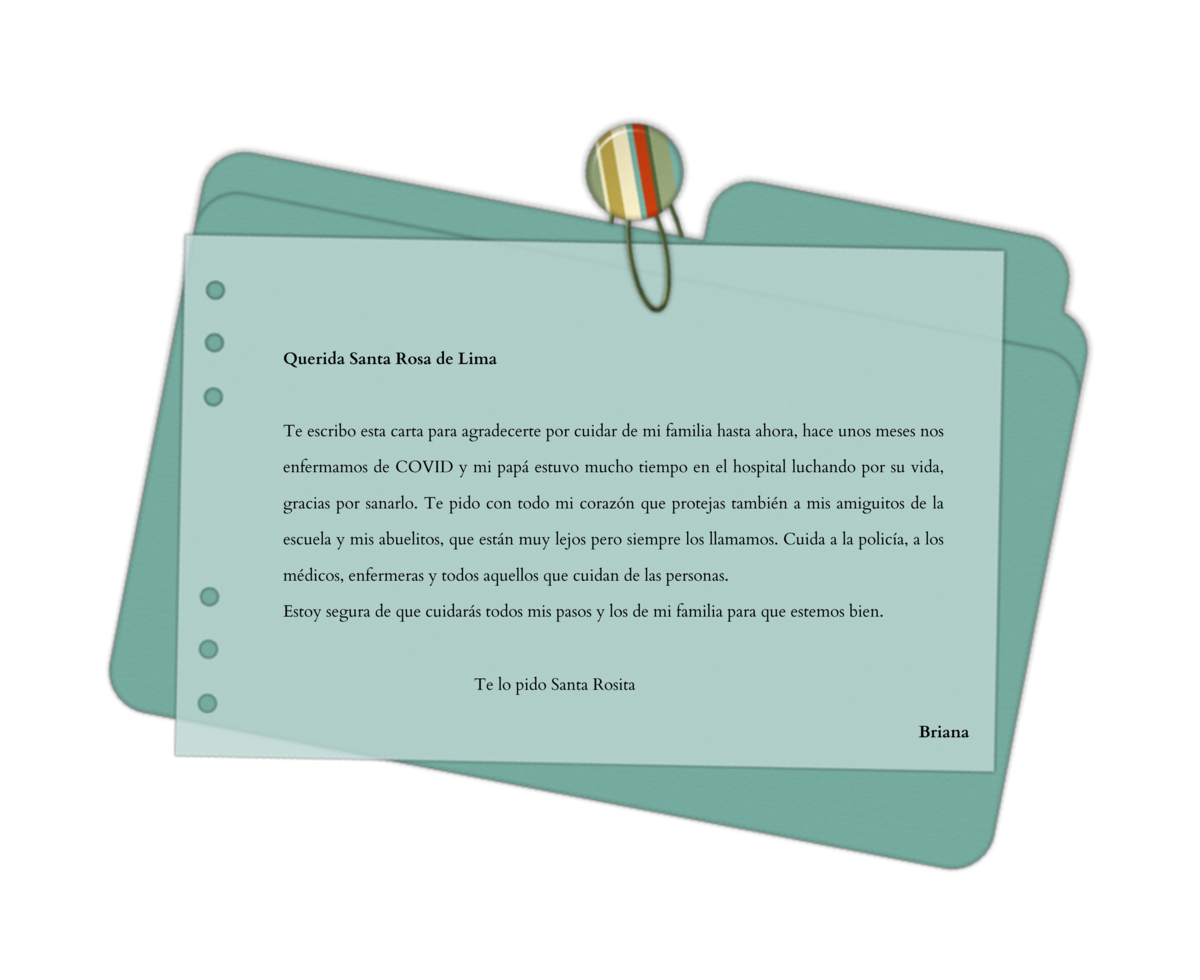 Querida Santa Rosa de Lima
Te escribo esta carta para agradecerte por cuidar de mi familia hasta ahora, hace unos meses nos
enfermamos de COVID y mi papá estuvo mucho tiempo en el hospital luchando por su vida,
gracias por sanarlo. Te pido con todo mi corazón que protejas también a mis amiguitos de la
escuela y mis abuelitos, que están muy lejos pero siempre los llamamos. Cuida a la policía, a los
médicos, enfermeras y todos aquellos que cuidan de las personas.
Estoy segura de que cuidarás todos mis pasos y los de mi familia para que estemos bien.
Te lo pido Santa Rosita
Briana